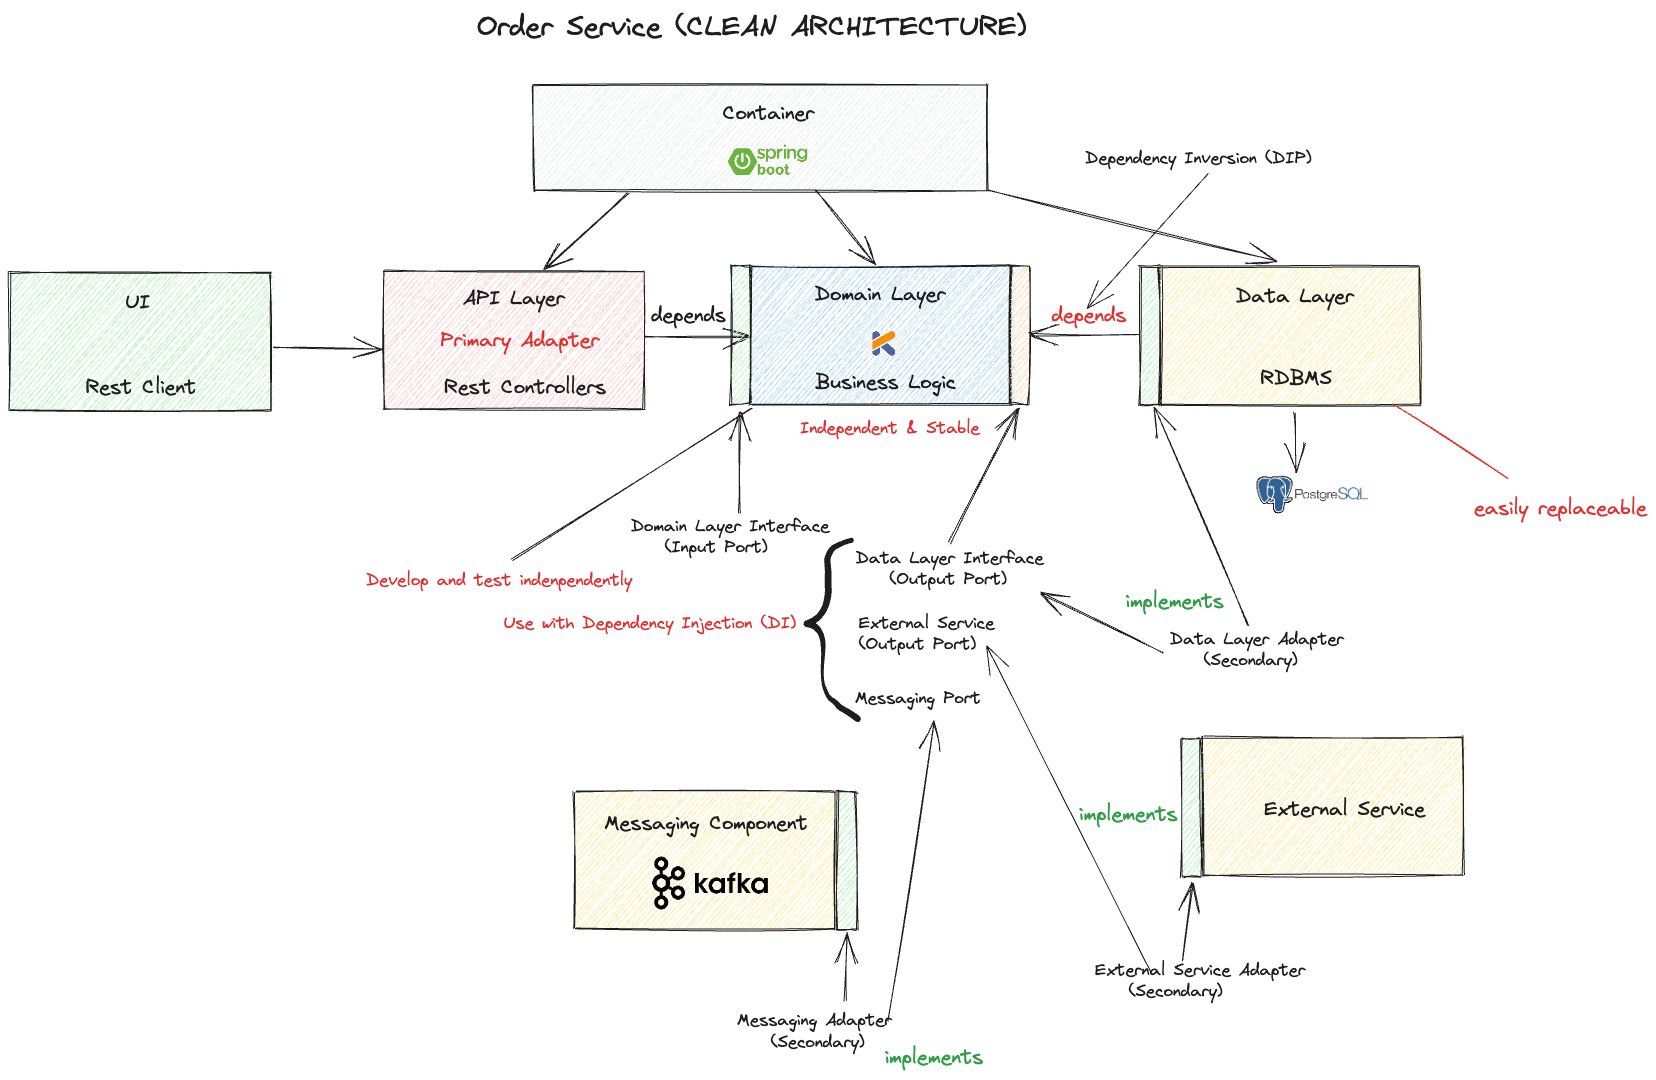 Order Service (CLEAN ARCHITECTURE)
Container
spring
boot
Dependency Inversion (DIP)
UI
Rest Client
API Layer
Primary Adapter
Rest Controllers
depends
Domain Layer
Business Logic
depends
Data Layer
RDBMS
Independent & Stable
PostgreSQL
easily replaceable
Domain Layer Interface
(Input Port)
Develop and test indenpendently
Use with Dependency Injection (DI)
Data Layer Interface
(Output Port)
External Service
(Output Port)
Messaging Port
implements
Data Layer Adapter
(Secondary)
Messaging Component
kafka
implements
External Service
External Service Adapter
(Secondary)
Messaging Adapter
(Secondary)
implements